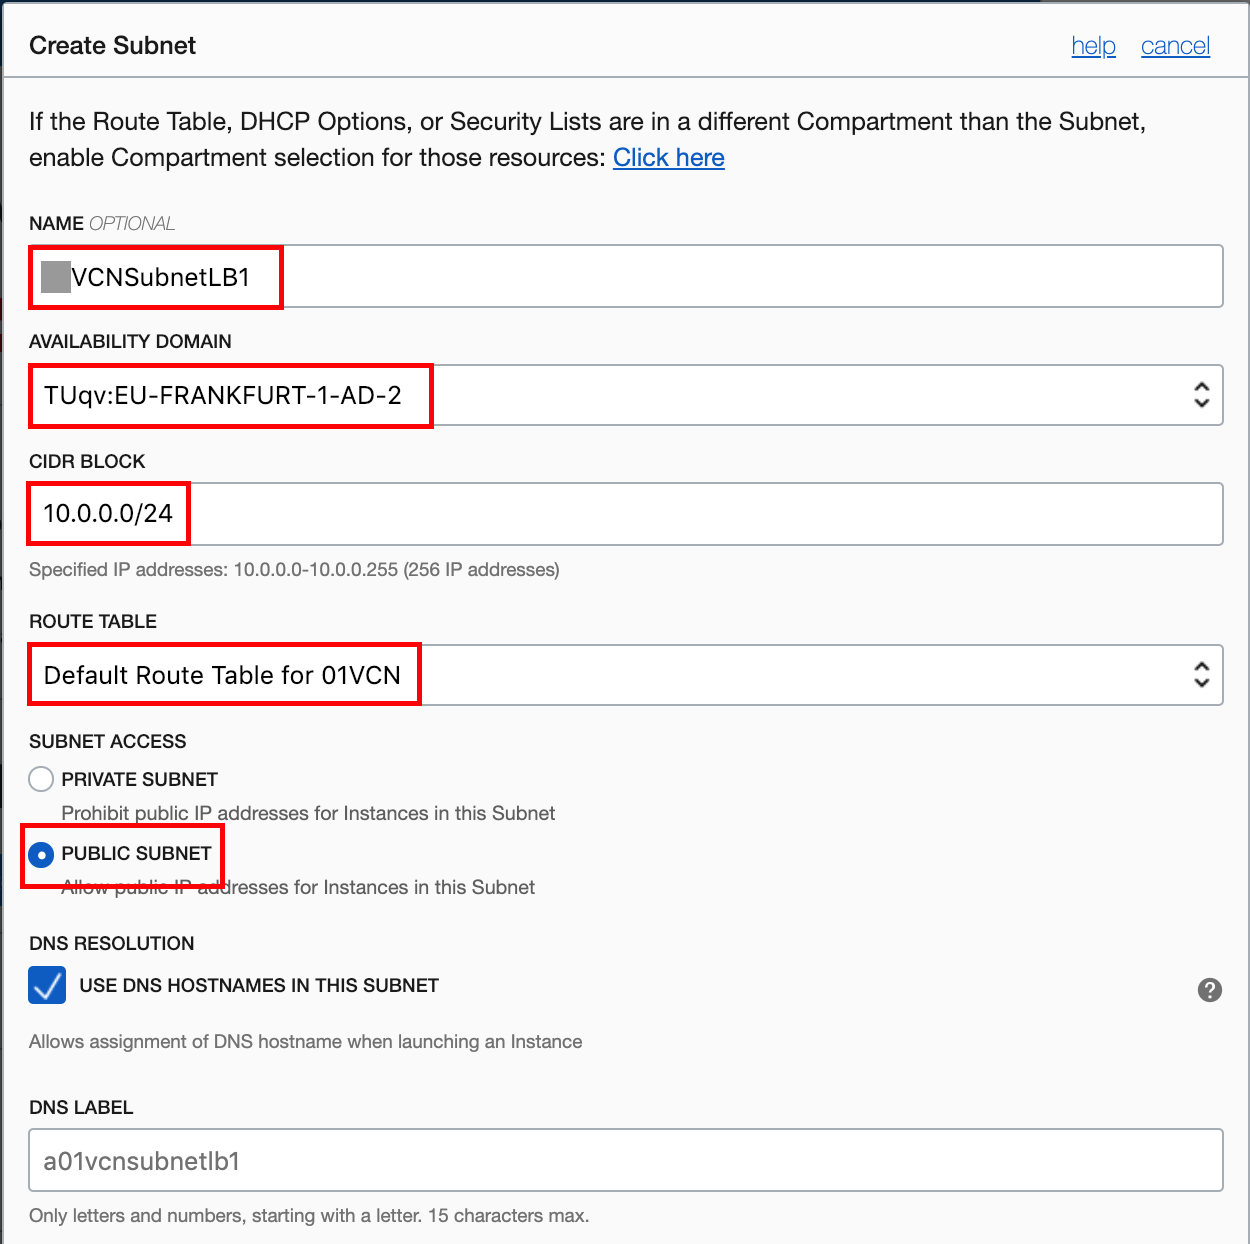 Create Subnet
help cancel
If the Route Table, DHCP Options, or Security Lists are in a different Compartment than the Subnet,
enable Compartment selection for those resources: Click here
NAME OPTIONAL
VCNSubnetLB1
AVAILABILITY DOMAIN
TUqv:EU-FRANKFURT-1-AD-2
CIDR BLOCK
10.0.0.0/24
Specified IP addresses: 10.0.0.0-10.0.0.255 (256 IP addresses)
ROUTE TABLE
Default Route Table for 01VCN
SUBNET ACCESS
PRIVATE SUBNET
Prohibit public IP addresses for Instances in this Subnet
PUBLIC SUBNET
Allow public IP addresses for Instances in this Subnet
DNS RESOLUTION
USE DNS HOSTNAMES IN THIS SUBNET
?
Allows assignment of DNS hostname when launching an Instance
DNS LABEL
a01vcnsubnetlb1
Only letters and numbers, starting with a letter. 15 characters max.